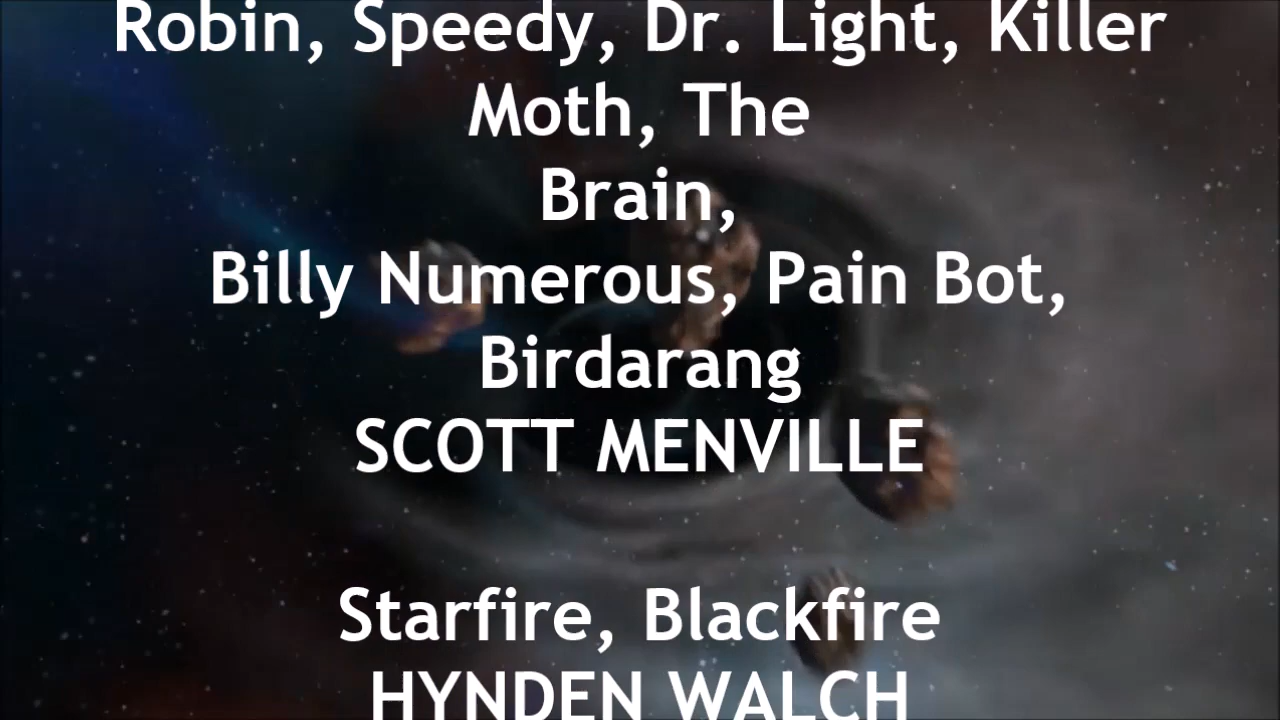 Robin, Speedy, Dr. Light, Killer
Moth, The
Brain,
Billy Numerous, Pain Bot,
Birdarang
SCOTT MENVILLE
Starfire, Blackfire
HYNDEN WALCH